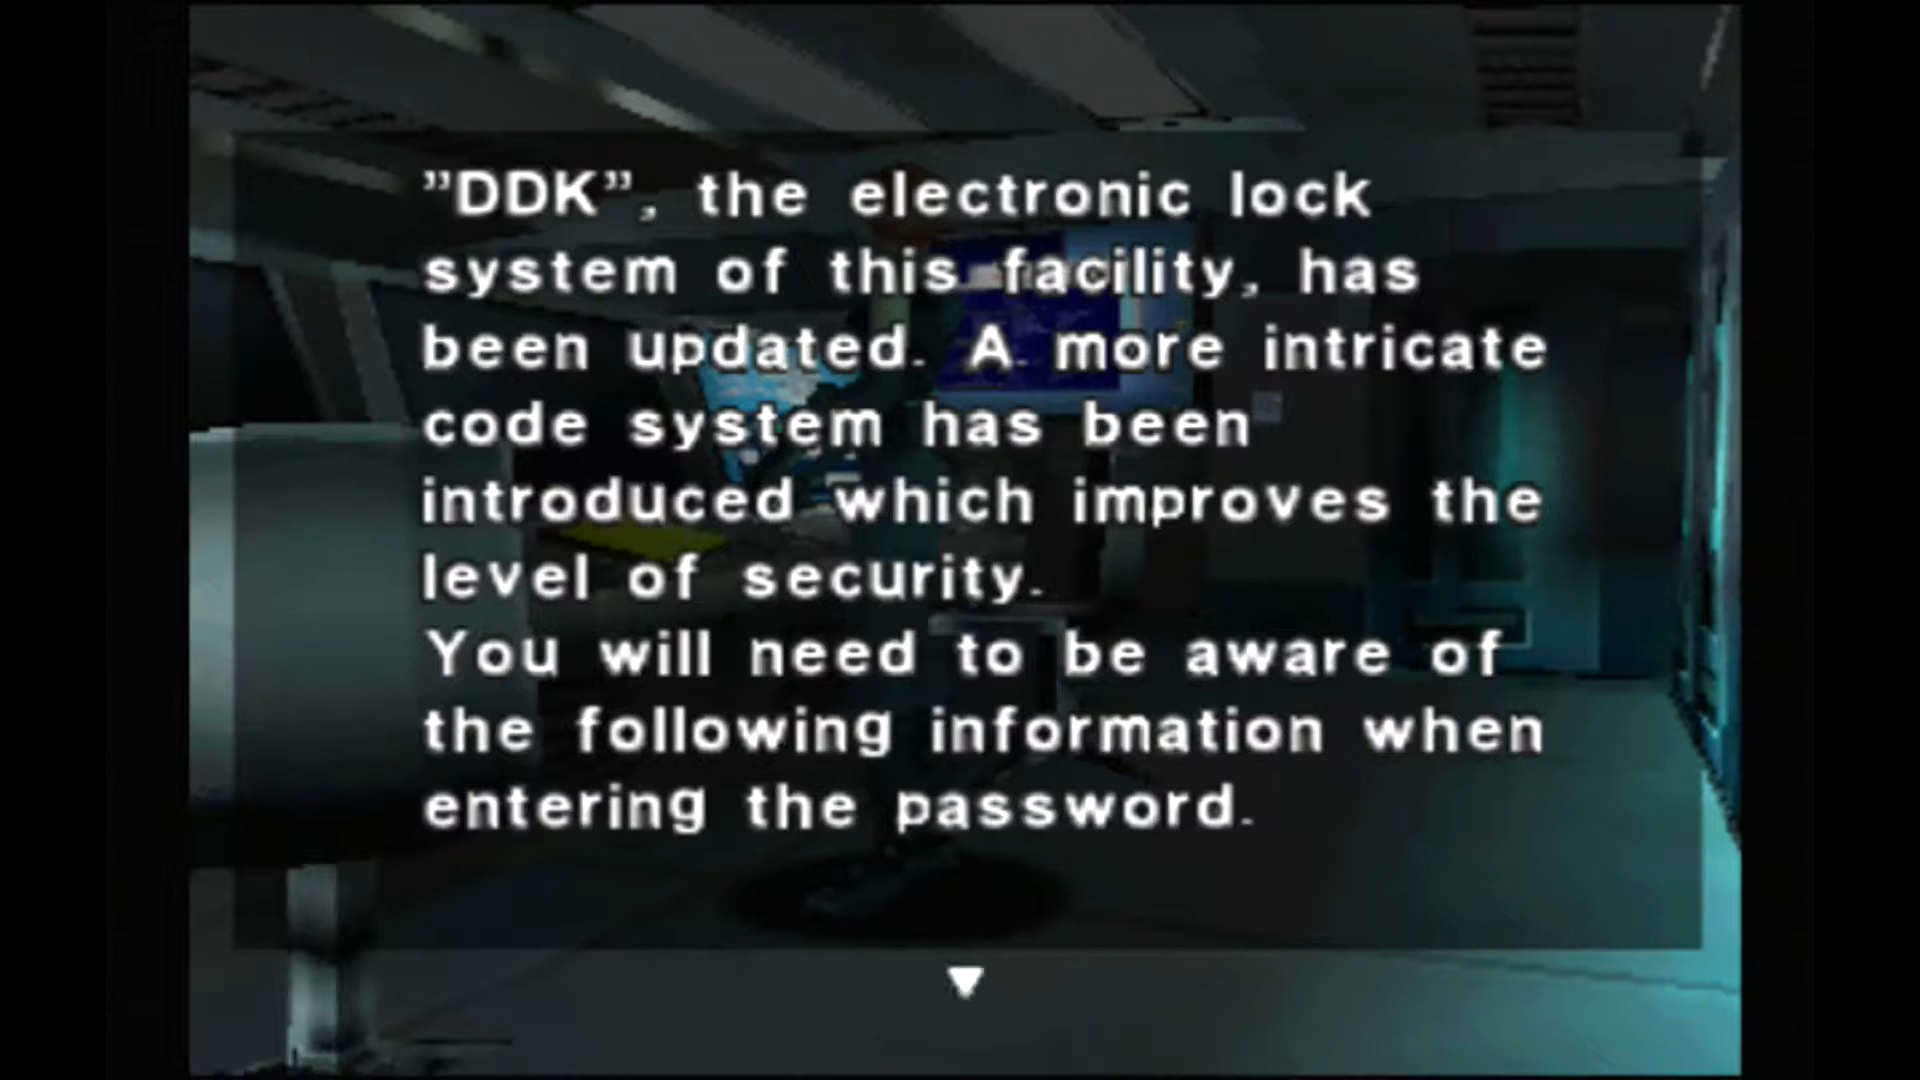 ”DDK”, the electronic lock
system of this facility, has
been updated. A more intricate
code system has been
introduced which improves the
level of security.
You will need to be aware of
the following information when
entering the password.